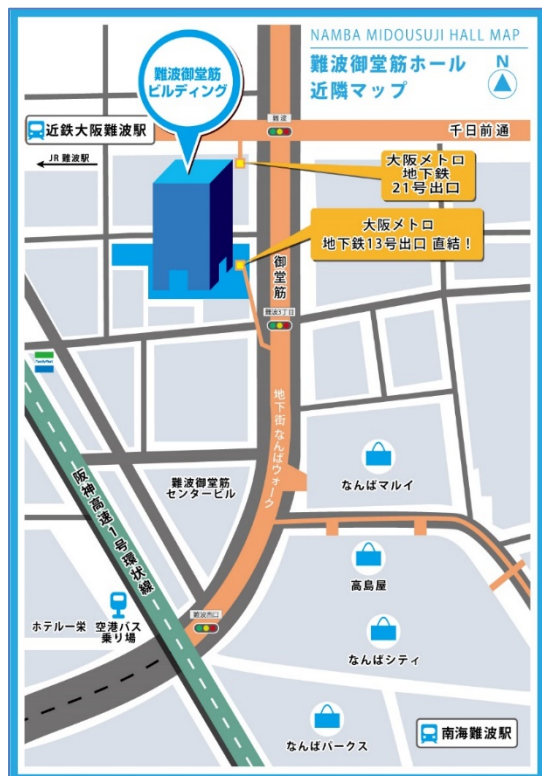 NAMBA MIDOUSUJI HALL MAP
難波御堂筋ホール
近隣マップ
N
難波御堂筋
ビルディング
近鉄大阪難波駅
難波
千日前通
JR 難波駅
大阪メトロ
地下鉄
21号出口
大阪メトロ
地下鉄13号出口 直結！
御堂筋
難波3丁目
FamilyMart
地下街なんばウォーク
難波御堂筋
センタービル
なんばマルイ
阪神高速1号環状線
高島屋
ホテル一栄
空港バス
乗り場
難波西口
なんばシティ
なんばパークス
南海難波駅